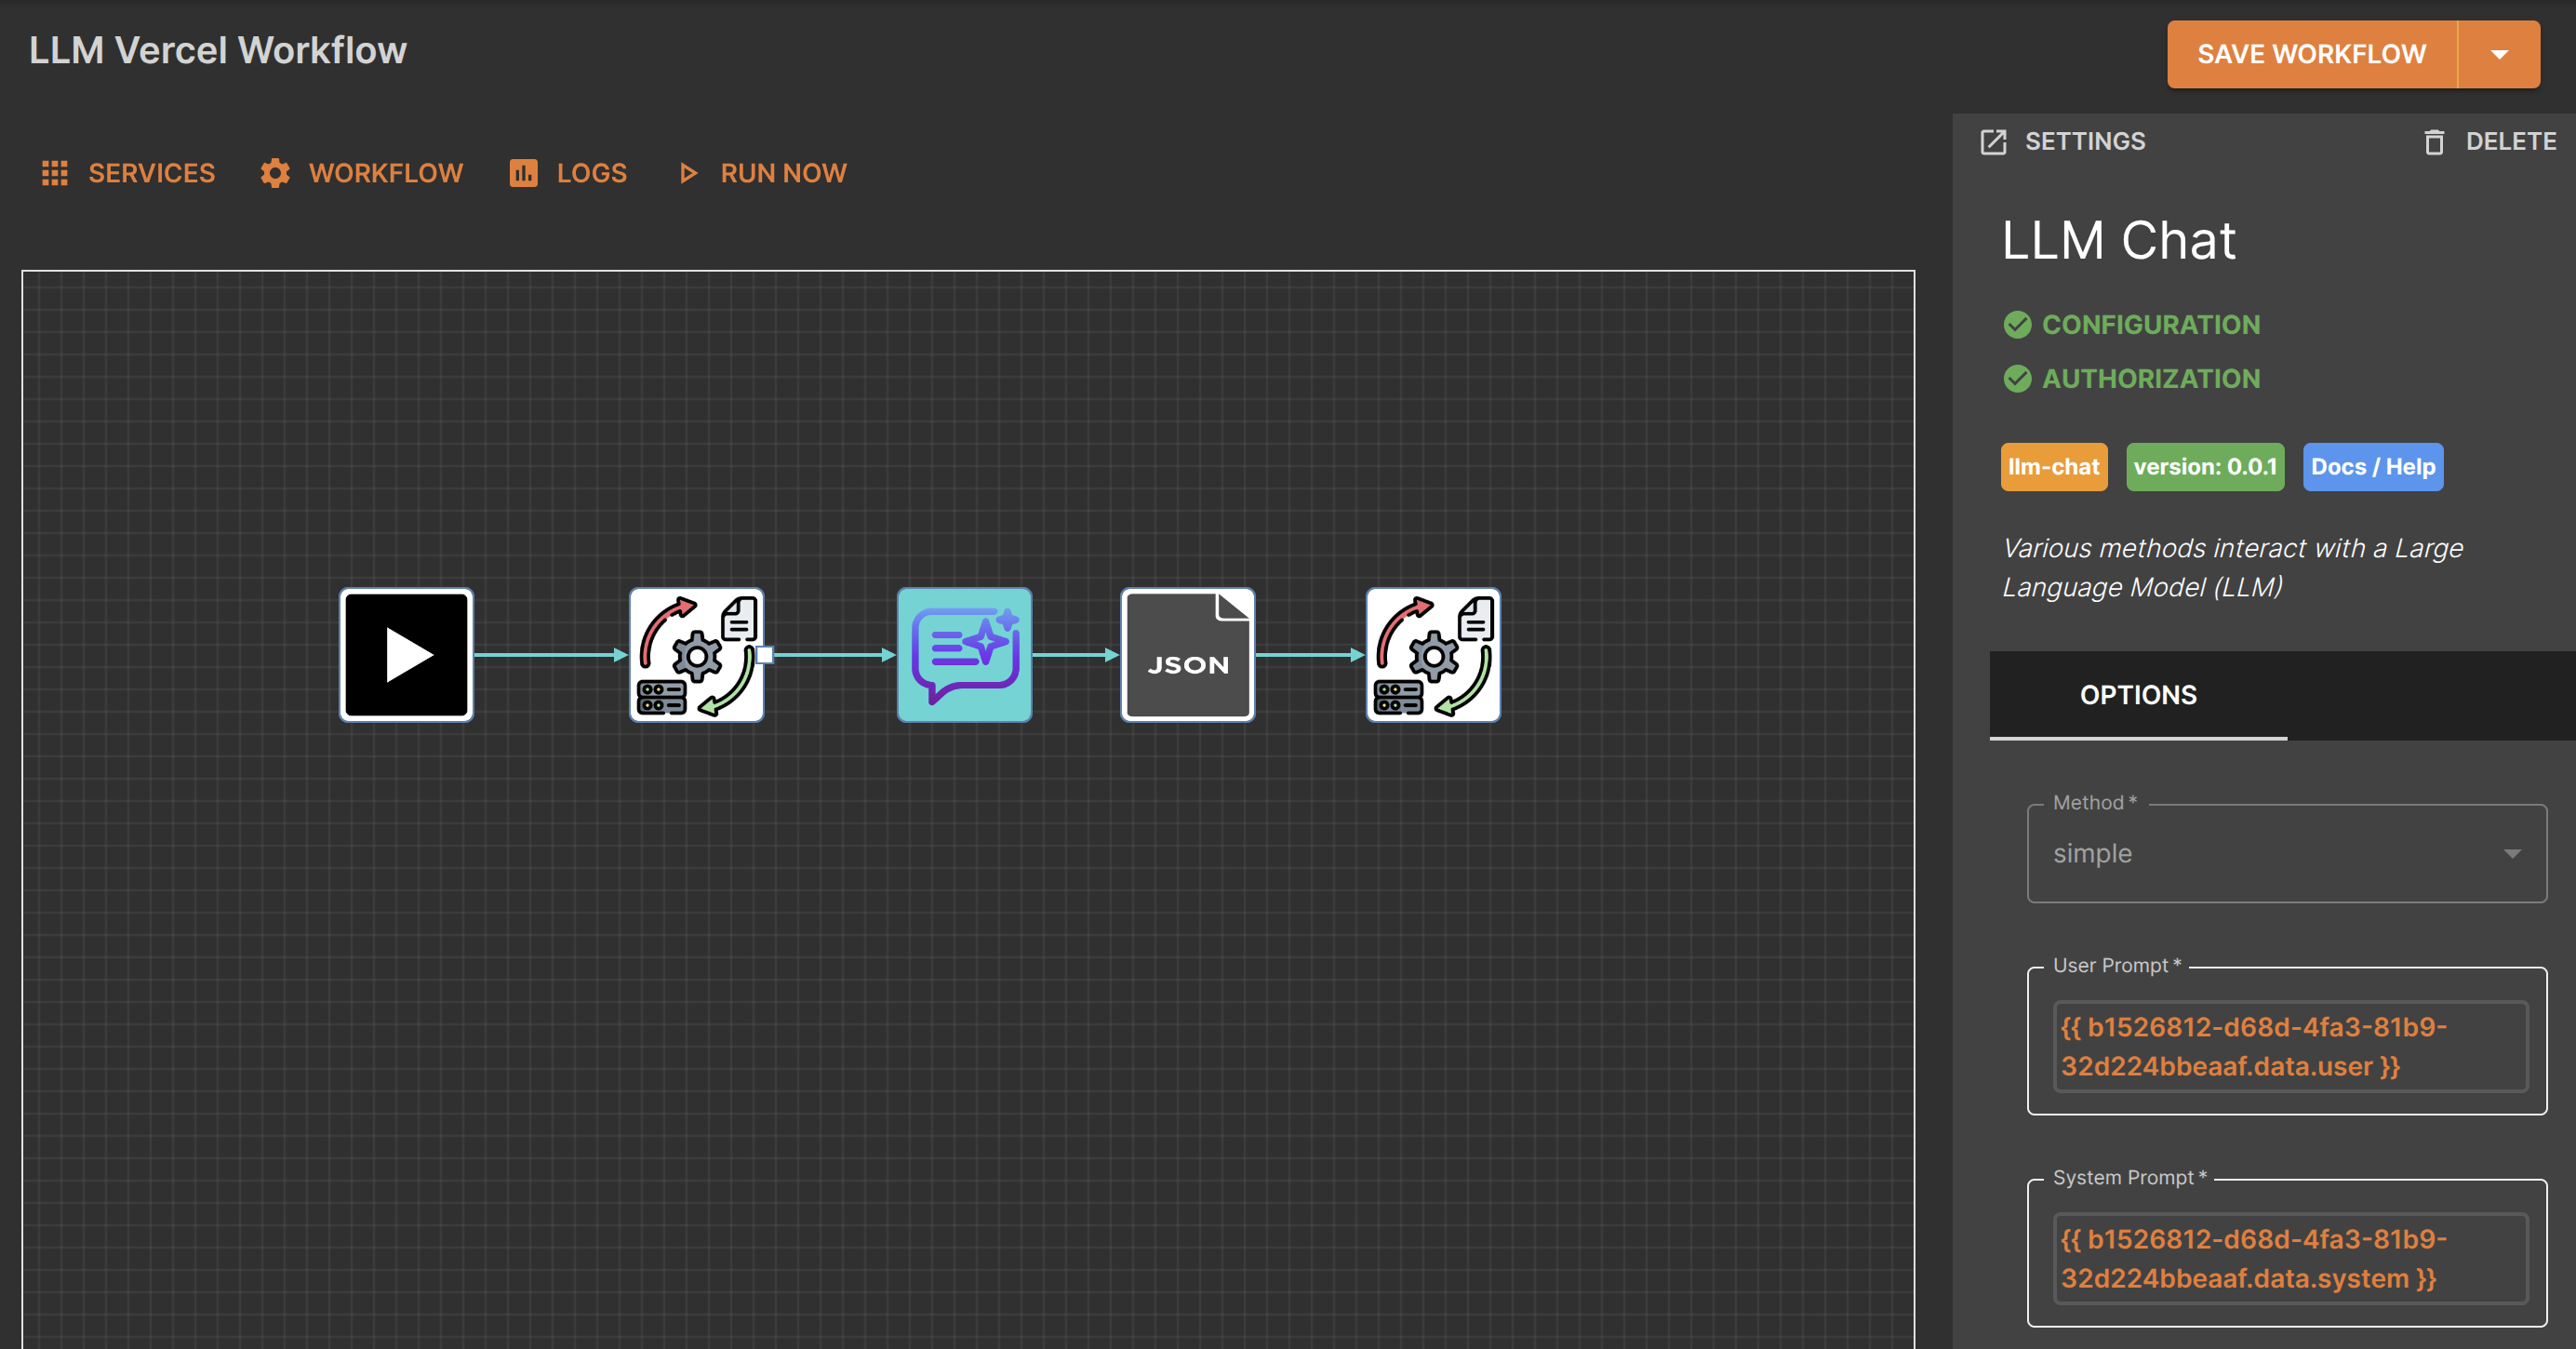 LLM Vercel Workflow
SAVE WORKFLOW
SERVICES
WORKFLOW
LOGS
RUN NOW
JSON
SETTINGS
DELETE
LLM Chat
CONFIGURATION
AUTHORIZATION
llm-chat
version: 0.0.1
Docs / Help
Various methods interact with a Large
Language Model (LLM)
OPTIONS
Method *
simple
User Prompt *
{{ b1526812-d68d-4fa3-81b9-
32d224bbeaaf.data.user }}
System Prompt *
{{ b1526812-d68d-4fa3-81b9-
32d224bbeaaf.data.system }}